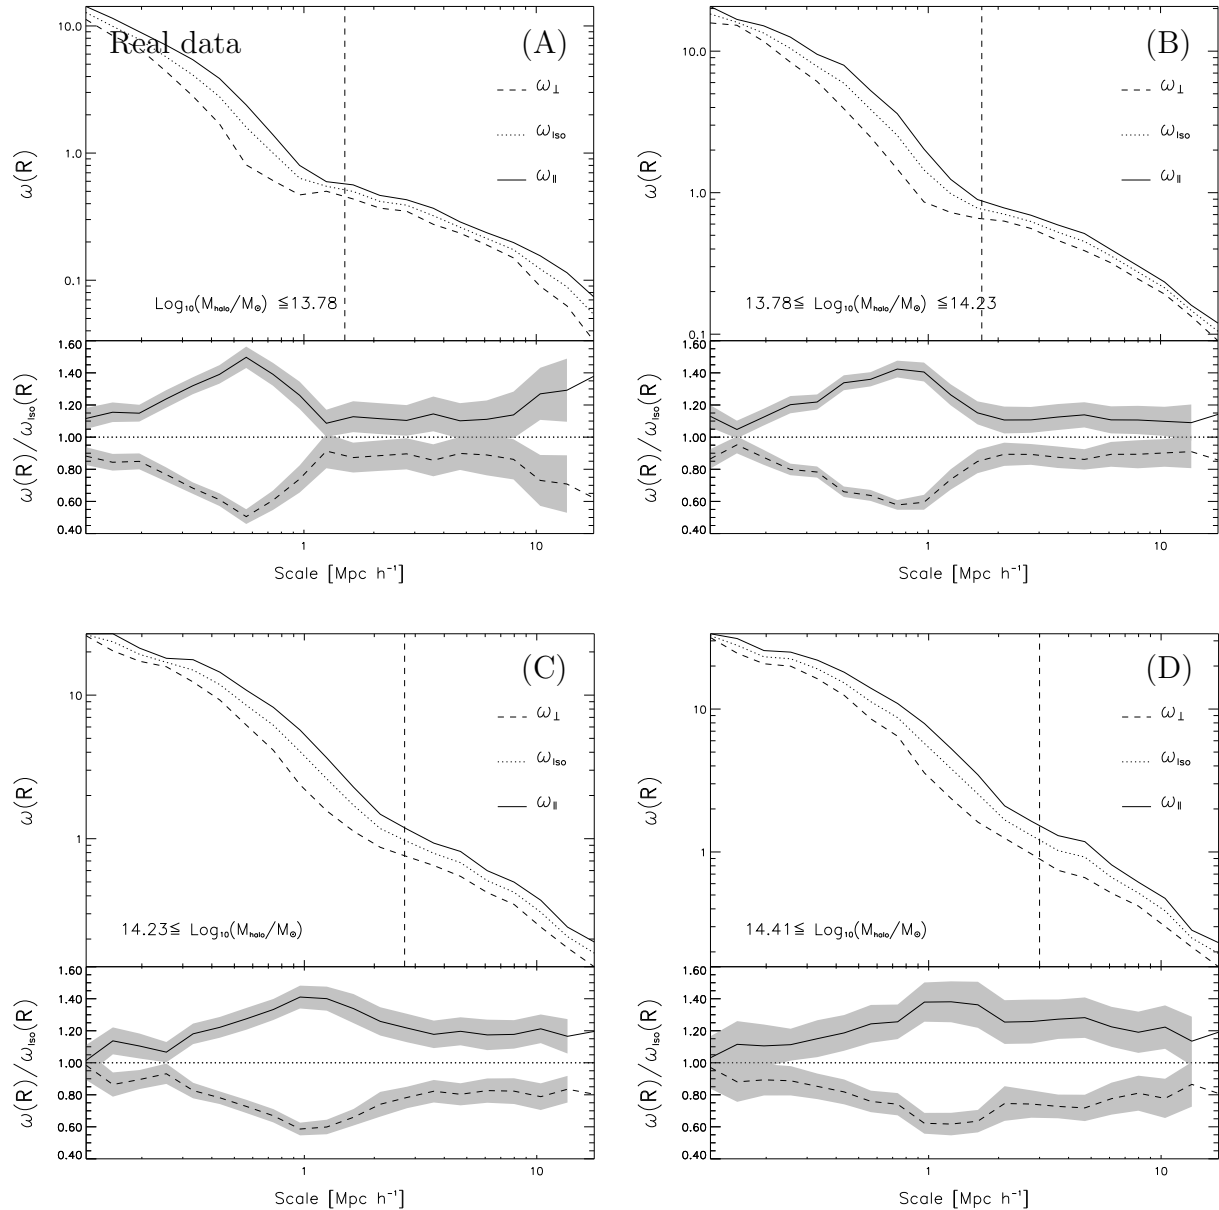 Real data
(A)
10.0
1.0
0.1
ω(R)
ω⊥
ωIso
ω∥
Log₁₀(Mhalo/M⊙) ≦13.78
1.60
1.40
1.20
1.00
0.80
0.60
0.40
ω(R)/ωIso(R)
1
10
Scale [Mpc h⁻¹]
(B)
10.0
1.0
0.1
ω(R)
ω⊥
ωIso
ω∥
13.78≦ Log₁₀(Mhalo/M⊙) ≦14.23
1.60
1.40
1.20
1.00
0.80
0.60
0.40
ω(R)/ωIso(R)
1
10
Scale [Mpc h⁻¹]
(C)
10
1
ω(R)
ω⊥
ωIso
ω∥
14.23≦ Log₁₀(Mhalo/M⊙)
1.60
1.40
1.20
1.00
0.80
0.60
0.40
ω(R)/ωIso(R)
1
10
Scale [Mpc h⁻¹]
(D)
10
1
ω(R)
ω⊥
ωIso
ω∥
14.41≦ Log₁₀(Mhalo/M⊙)
1.60
1.40
1.20
1.00
0.80
0.60
0.40
ω(R)/ωIso(R)
1
10
Scale [Mpc h⁻¹]